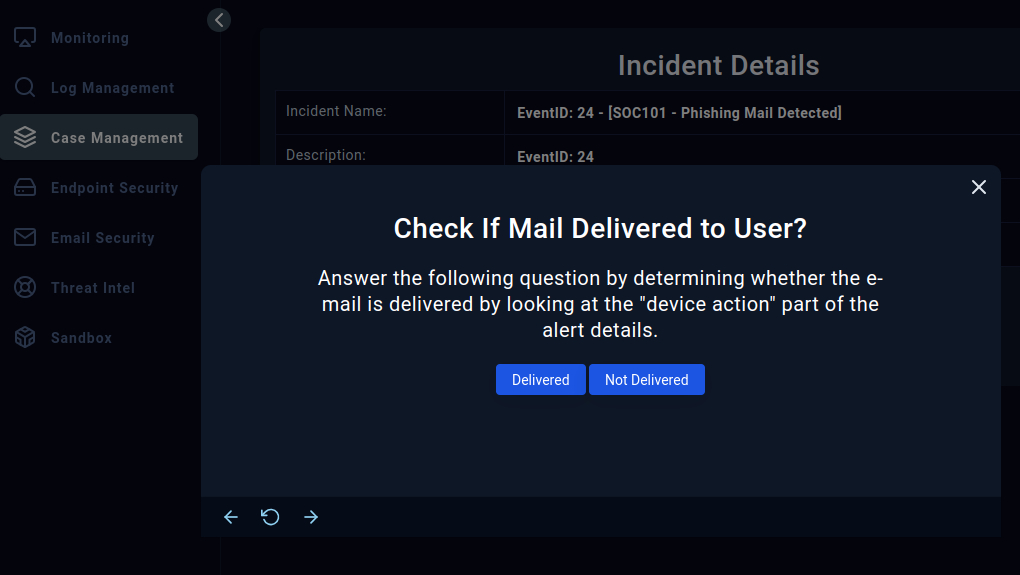 Monitoring
Log Management
Case Management
Endpoint Security
Email Security
Threat Intel
Sandbox
Incident Details
Incident Name: EventID: 24 - [SOC101 - Phishing Mail Detected]
Description: EventID: 24
Check If Mail Delivered to User?
Answer the following question by determining whether the e-
mail is delivered by looking at the "device action" part of the
alert details.
Delivered Not Delivered